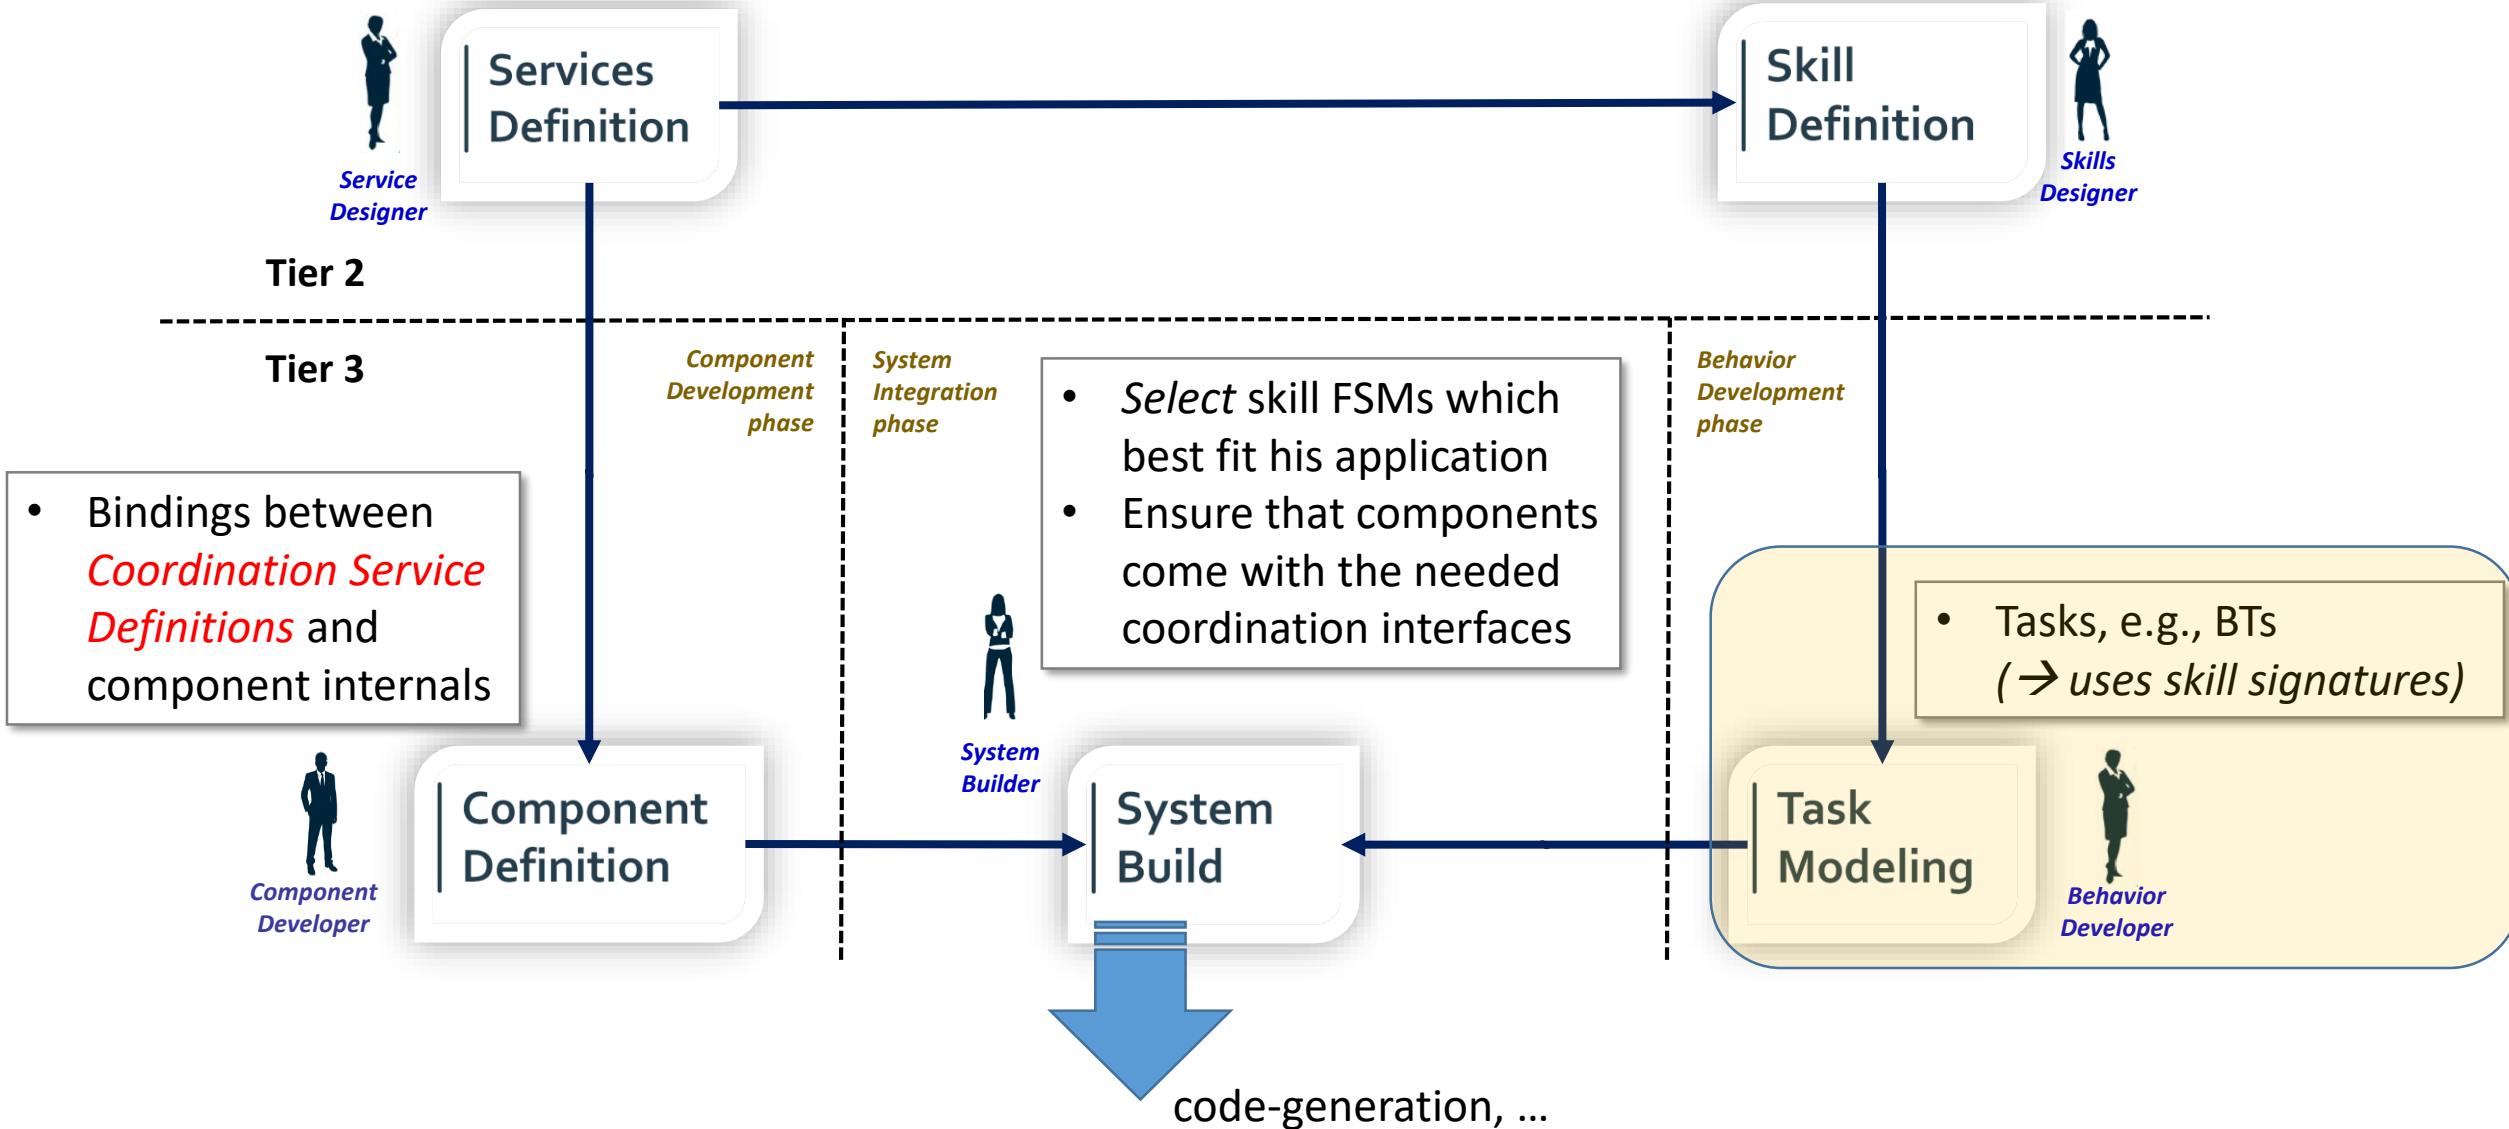 Services
Definition
Service
Designer
Skill
Definition
Skills
Designer
Tier 2
Tier 3
Component
Development
phase
System
Integration
phase
Behavior
Development
phase
• Bindings between
Coordination Service
Definitions and
component internals
• Select skill FSMs which
best fit his application
• Ensure that components
come with the needed
coordination interfaces
• Tasks, e.g., BTs
(→ uses skill signatures)
Component
Developer
Component
Definition
System
Builder
System
Build
Task
Modeling
Behavior
Developer
code-generation, ...